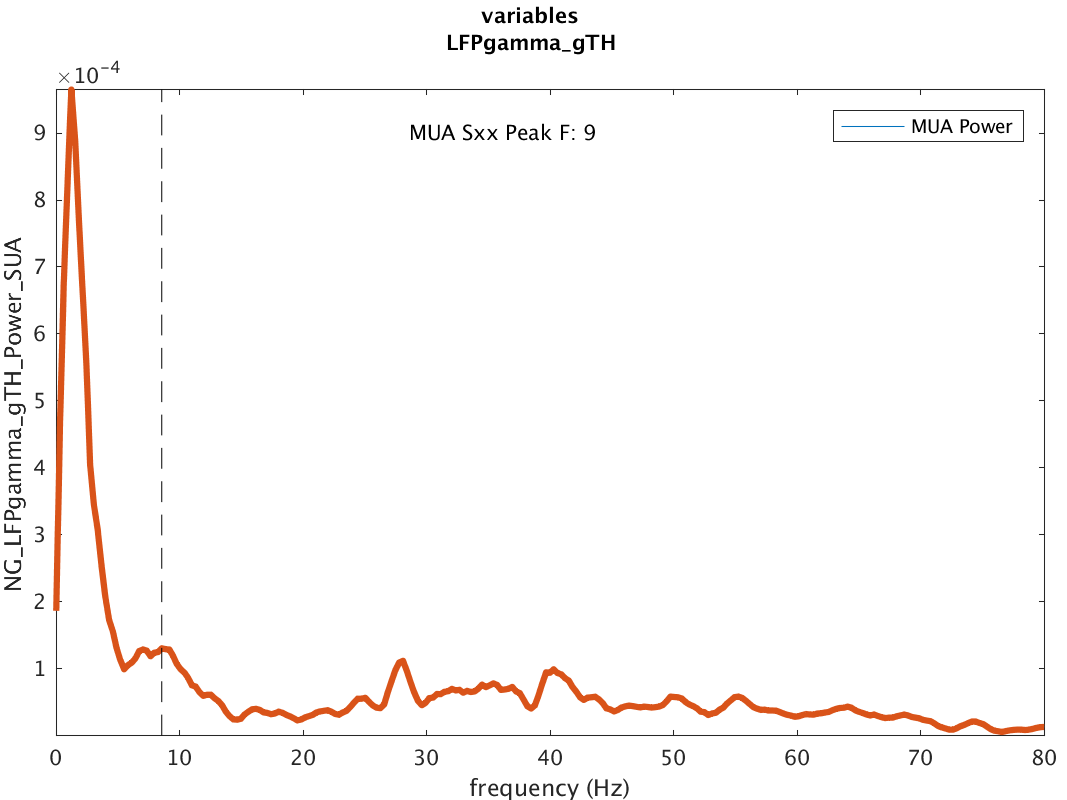 variables
LFPgamma_gTH
×10⁻⁴
MUA Sxx Peak F: 9
MUA Power
9
8
7
6
5
4
3
2
1
NG_LFPgamma_gTH_Power_SUA
0 10 20 30 40 50 60 70 80
frequency (Hz)